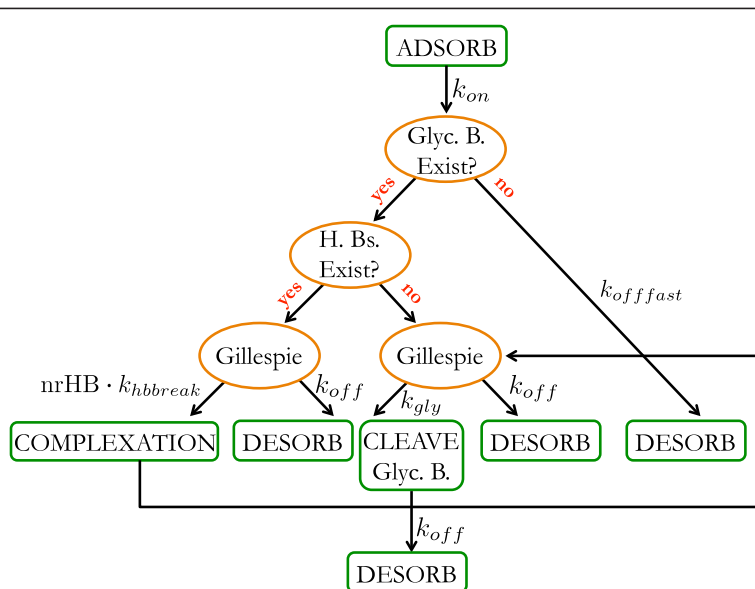 ADSORB
k_on
Glyc. B.
Exist?
yes
no
H. Bs.
Exist?
yes
no
k_offfast
Gillespie
Gillespie
nrHB · k_hbbreak
k_off
k_gly
k_off
COMPLEXATION
DESORB
CLEAVE
Glyc. B.
DESORB
DESORB
k_off
DESORB